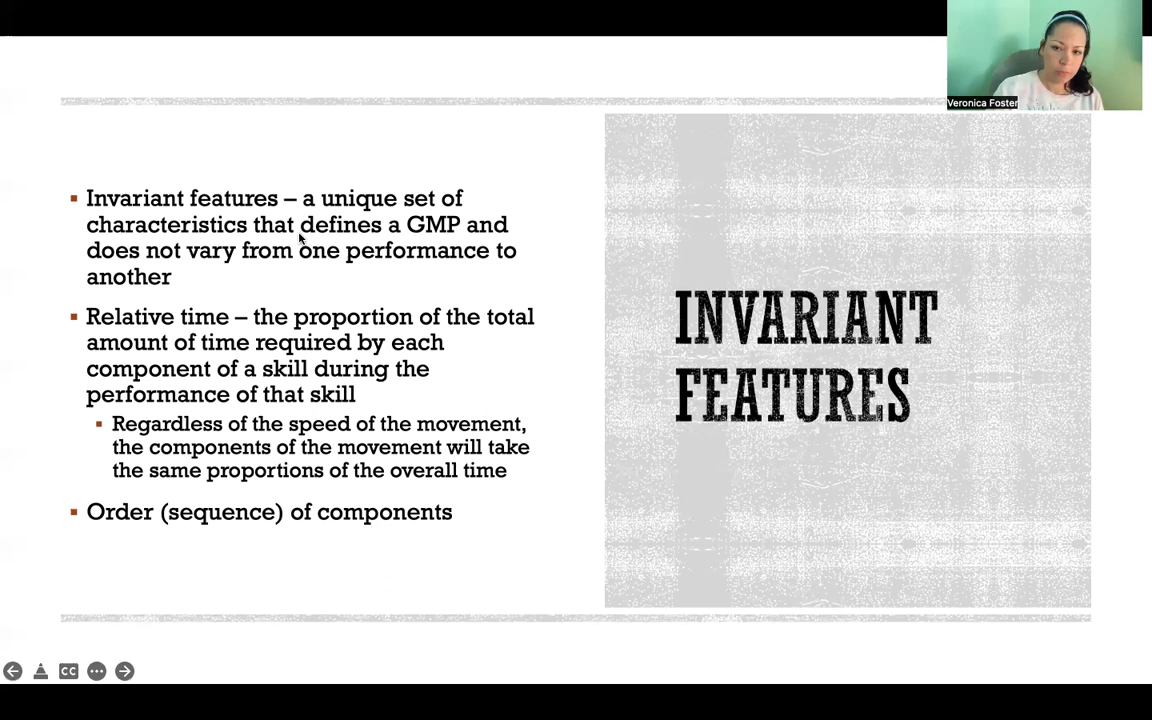 Veronica Foster
▪ Invariant features – a unique set of
characteristics that defines a GMP and
does not vary from one performance to
another
▪ Relative time – the proportion of the total
amount of time required by each
component of a skill during the
performance of that skill
▪ Regardless of the speed of the movement,
the components of the movement will take
the same proportions of the overall time
▪ Order (sequence) of components
INVARIANT
FEATURES
CC